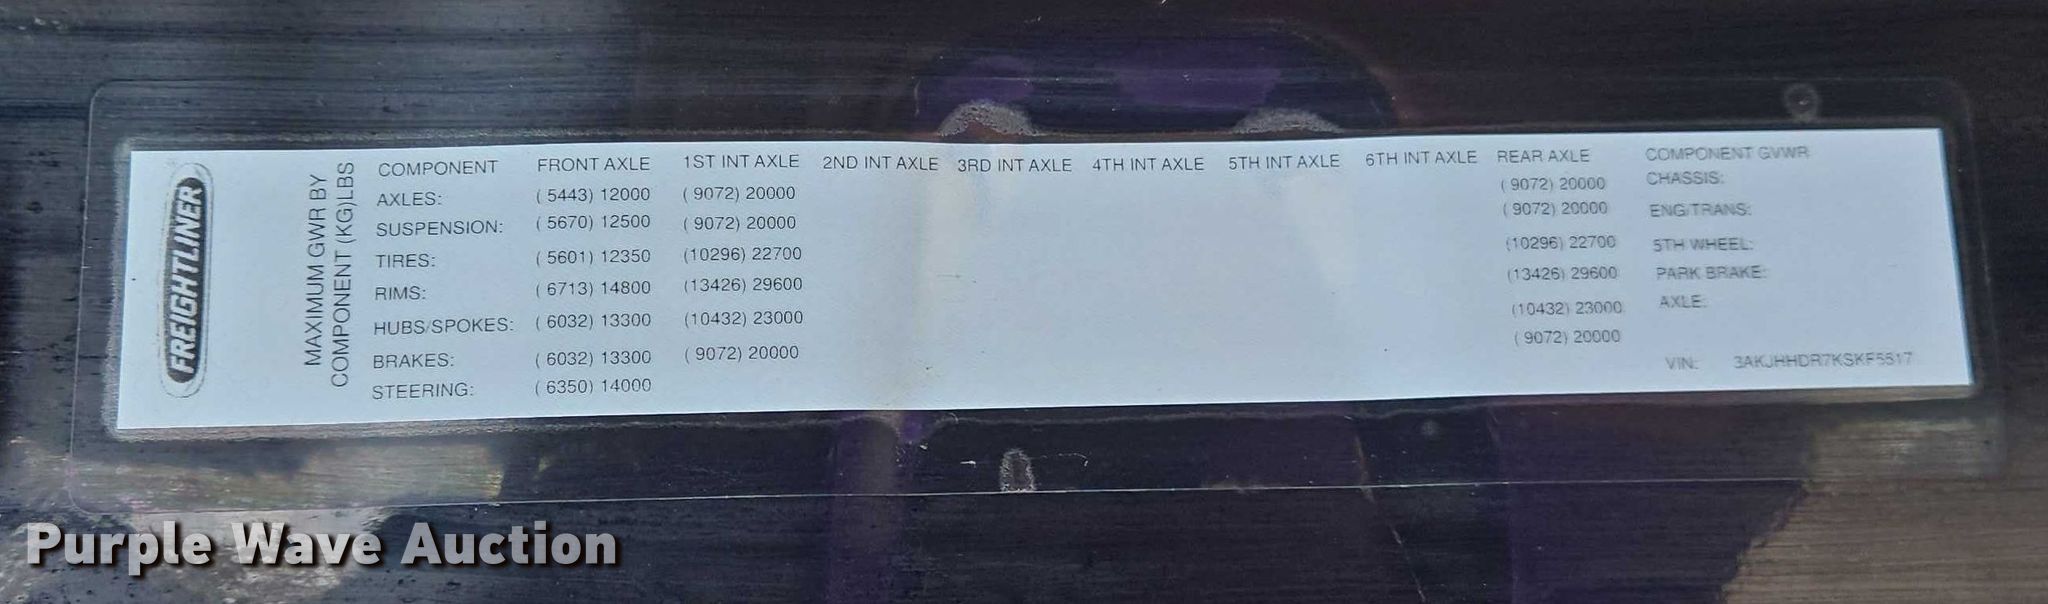 FREIGHTLINER
MAXIMUM GWR BY
COMPONENT (KG)LBS
COMPONENT FRONT AXLE 1ST INT AXLE 2ND INT AXLE 3RD INT AXLE 4TH INT AXLE 5TH INT AXLE 6TH INT AXLE REAR AXLE COMPONENT GVWR
AXLES: ( 5443) 12000 ( 9072) 20000 ( 9072) 20000 CHASSIS:
SUSPENSION: ( 5670) 12500 ( 9072) 20000 ( 9072) 20000 ENG/TRANS:
TIRES: ( 5601) 12350 (10296) 22700 (10296) 22700 5TH WHEEL:
RIMS: ( 6713) 14800 (13426) 29600 (13426) 29600 PARK BRAKE:
HUBS/SPOKES: ( 6032) 13300 (10432) 23000 (10432) 23000 AXLE:
BRAKES: ( 6032) 13300 ( 9072) 20000 ( 9072) 20000
STEERING: ( 6350) 14000
VIN: 3AKJHHDR7KSKF5517
Purple Wave Auction